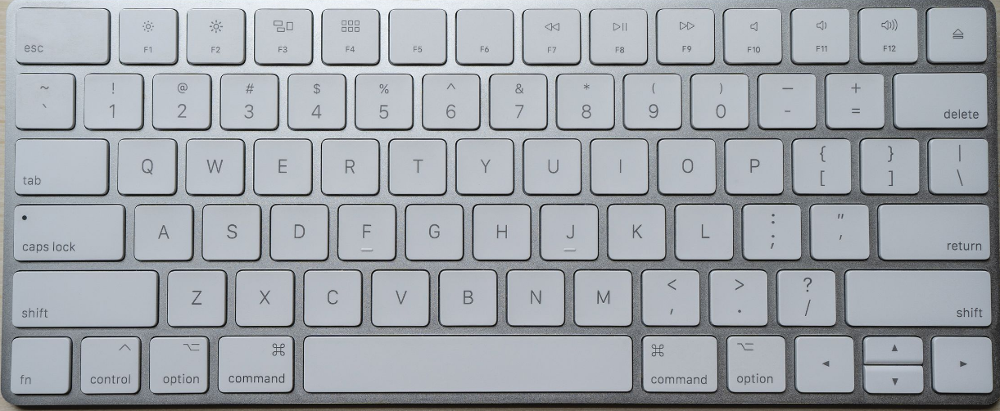 esc F1 F2 F3 F4 F5 F6 F7 F8 F9 F10 F11 F12
~ ! @ # $ % ^ & * ( ) — +
` 1 2 3 4 5 6 7 8 9 0 - = delete
tab Q W E R T Y U I O P { [ } ] | \
caps lock A S D F G H J K L : ; " ' return
shift Z X C V B N M < , > . ? / shift
fn control option command command option